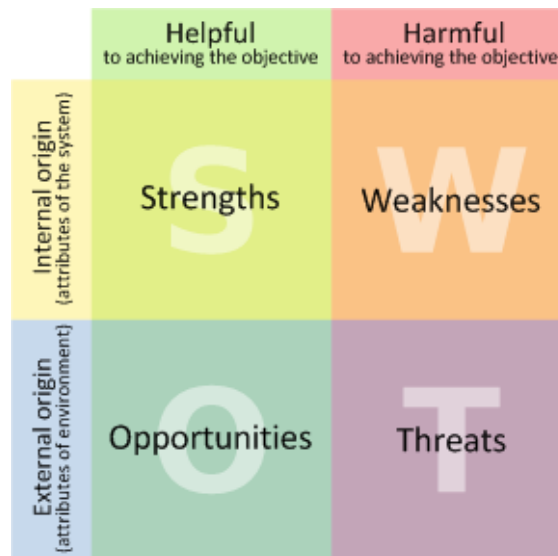 Helpful
to achieving the objective
Harmful
to achieving the objective
Internal origin
(attributes of the system)
S
Strengths
W
Weaknesses
External origin
(attributes of environment)
O
Opportunities
T
Threats